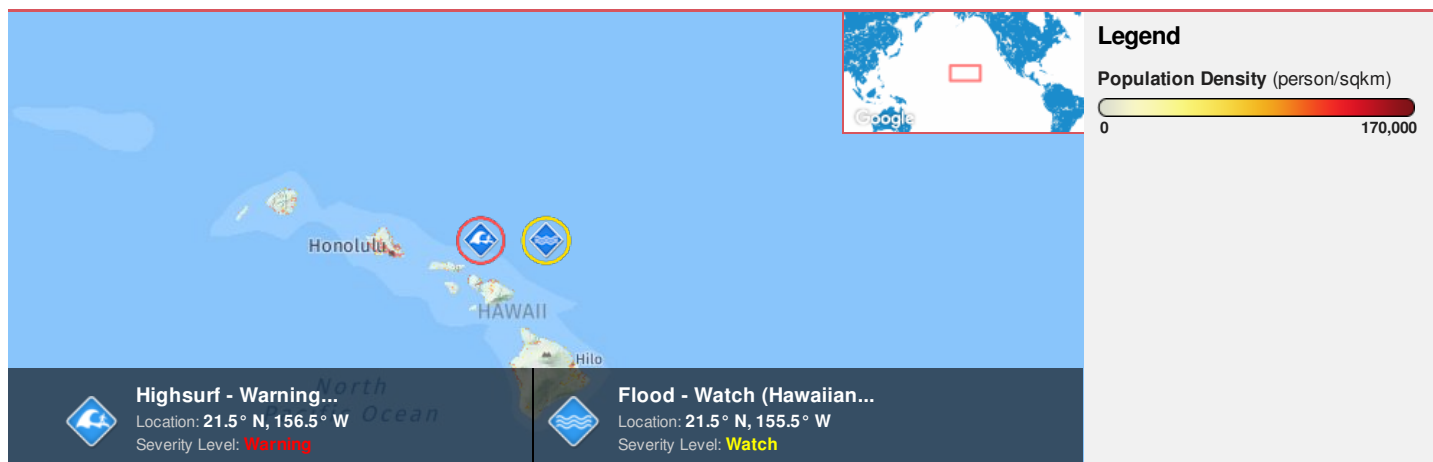 Google
Legend
Population Density (person/sqkm)
0 170,000
Honolulu
HAWAII
Hilo
North
Pacific Ocean
Highsurf - Warning...
Location: 21.5° N, 156.5° W
Severity Level: Warning
Flood - Watch (Hawaiian...
Location: 21.5° N, 155.5° W
Severity Level: Watch